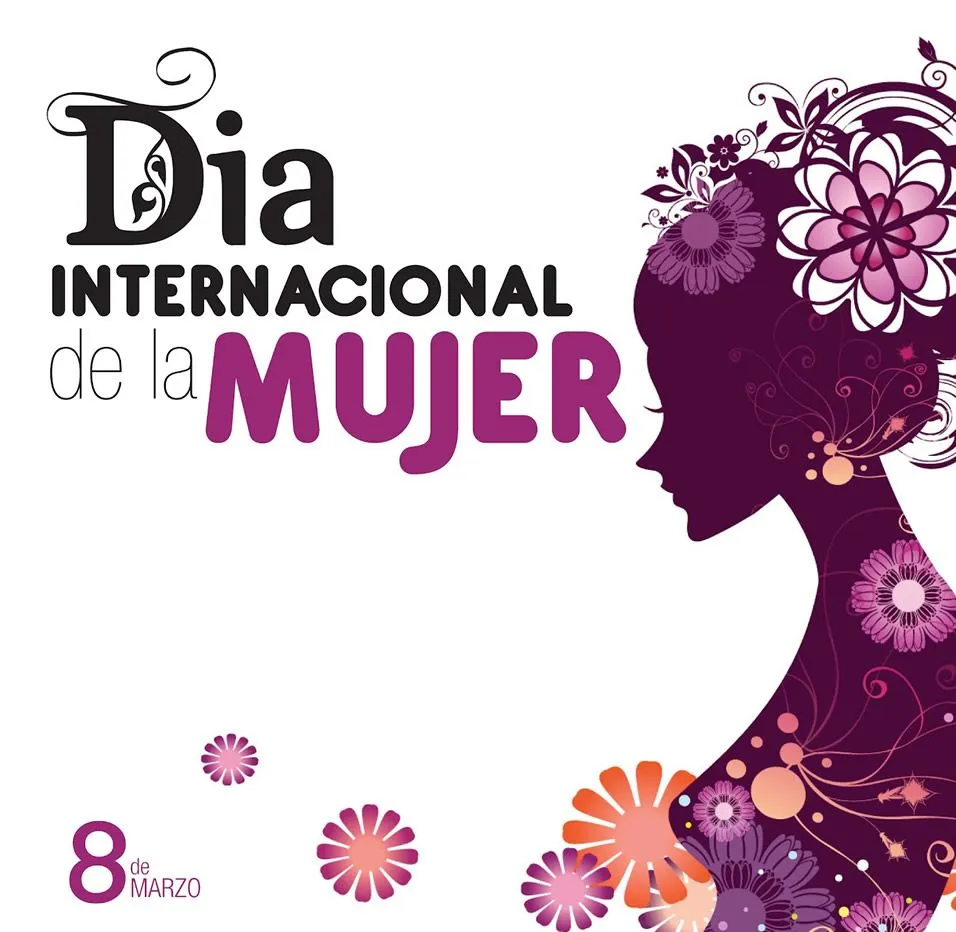 Dia
INTERNACIONAL
de la MUJER
8 de
MARZO